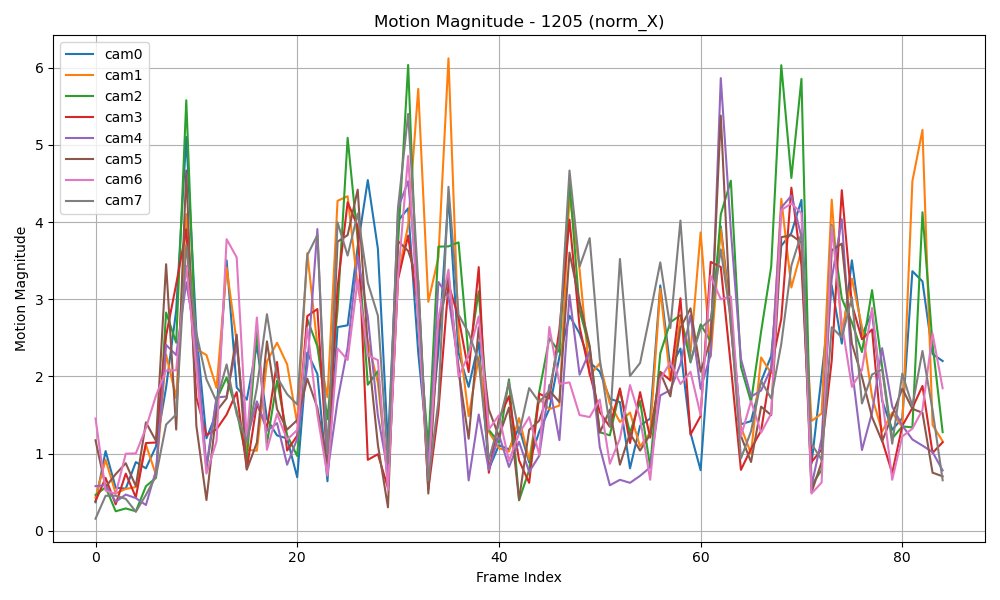 Motion Magnitude - 1205 (norm_X)
cam0
cam1
cam2
cam3
cam4
cam5
cam6
cam7
Motion Magnitude
6
5
4
3
2
1
0
0 20 40 60 80
Frame Index